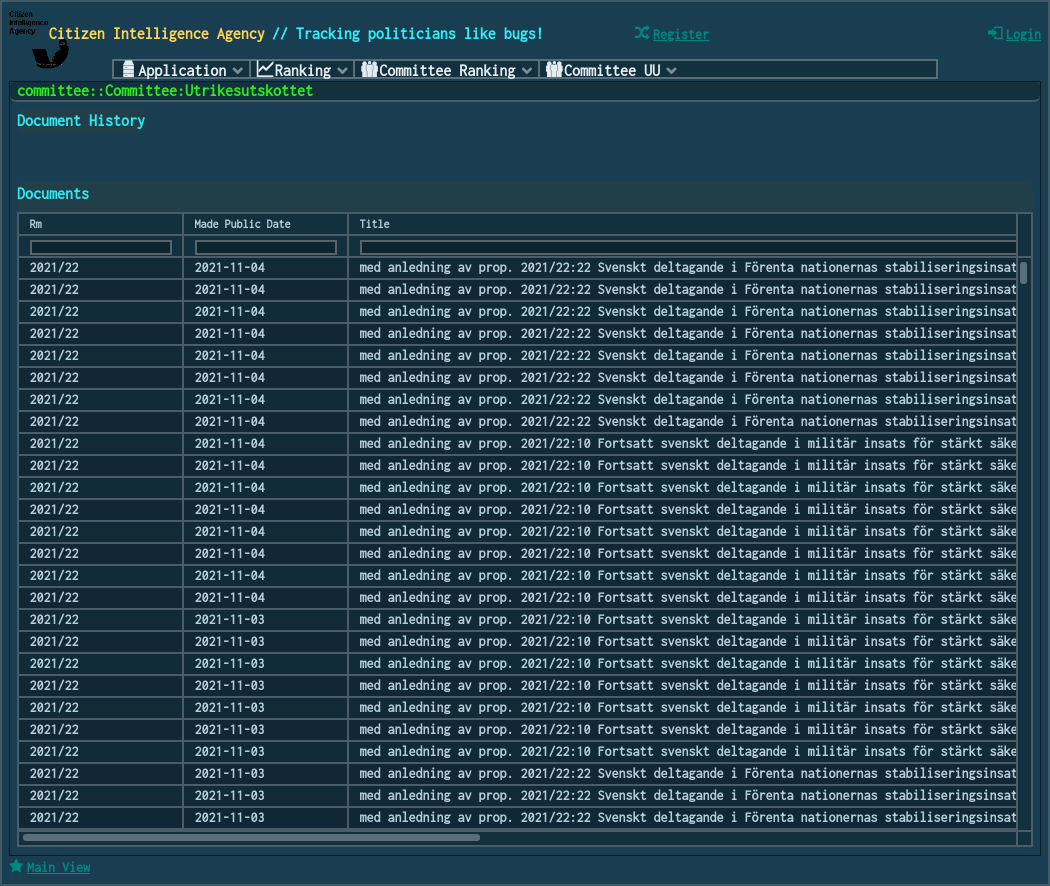 Citizen
Intelligence
Agency
Citizen Intelligence Agency // Tracking politicians like bugs!
Register
Login
Application Ranking Committee Ranking Committee UU
committee::Committee:Utrikesutskottet
Document History
Documents
Rm Made Public Date Title
2021/22 2021-11-04 med anledning av prop. 2021/22:22 Svenskt deltagande i Förenta nationernas stabiliseringsinsat
2021/22 2021-11-04 med anledning av prop. 2021/22:22 Svenskt deltagande i Förenta nationernas stabiliseringsinsat
2021/22 2021-11-04 med anledning av prop. 2021/22:22 Svenskt deltagande i Förenta nationernas stabiliseringsinsat
2021/22 2021-11-04 med anledning av prop. 2021/22:22 Svenskt deltagande i Förenta nationernas stabiliseringsinsat
2021/22 2021-11-04 med anledning av prop. 2021/22:22 Svenskt deltagande i Förenta nationernas stabiliseringsinsat
2021/22 2021-11-04 med anledning av prop. 2021/22:22 Svenskt deltagande i Förenta nationernas stabiliseringsinsat
2021/22 2021-11-04 med anledning av prop. 2021/22:22 Svenskt deltagande i Förenta nationernas stabiliseringsinsat
2021/22 2021-11-04 med anledning av prop. 2021/22:22 Svenskt deltagande i Förenta nationernas stabiliseringsinsat
2021/22 2021-11-04 med anledning av prop. 2021/22:10 Fortsatt svenskt deltagande i militär insats för stärkt säke
2021/22 2021-11-04 med anledning av prop. 2021/22:10 Fortsatt svenskt deltagande i militär insats för stärkt säke
2021/22 2021-11-04 med anledning av prop. 2021/22:10 Fortsatt svenskt deltagande i militär insats för stärkt säke
2021/22 2021-11-04 med anledning av prop. 2021/22:10 Fortsatt svenskt deltagande i militär insats för stärkt säke
2021/22 2021-11-04 med anledning av prop. 2021/22:10 Fortsatt svenskt deltagande i militär insats för stärkt säke
2021/22 2021-11-04 med anledning av prop. 2021/22:10 Fortsatt svenskt deltagande i militär insats för stärkt säke
2021/22 2021-11-04 med anledning av prop. 2021/22:10 Fortsatt svenskt deltagande i militär insats för stärkt säke
2021/22 2021-11-04 med anledning av prop. 2021/22:10 Fortsatt svenskt deltagande i militär insats för stärkt säke
2021/22 2021-11-03 med anledning av prop. 2021/22:10 Fortsatt svenskt deltagande i militär insats för stärkt säke
2021/22 2021-11-03 med anledning av prop. 2021/22:10 Fortsatt svenskt deltagande i militär insats för stärkt säke
2021/22 2021-11-03 med anledning av prop. 2021/22:10 Fortsatt svenskt deltagande i militär insats för stärkt säke
2021/22 2021-11-03 med anledning av prop. 2021/22:10 Fortsatt svenskt deltagande i militär insats för stärkt säke
2021/22 2021-11-03 med anledning av prop. 2021/22:10 Fortsatt svenskt deltagande i militär insats för stärkt säke
2021/22 2021-11-03 med anledning av prop. 2021/22:10 Fortsatt svenskt deltagande i militär insats för stärkt säke
2021/22 2021-11-03 med anledning av prop. 2021/22:10 Fortsatt svenskt deltagande i militär insats för stärkt säke
2021/22 2021-11-03 med anledning av prop. 2021/22:22 Svenskt deltagande i Förenta nationernas stabiliseringsinsat
2021/22 2021-11-03 med anledning av prop. 2021/22:22 Svenskt deltagande i Förenta nationernas stabiliseringsinsat
2021/22 2021-11-03 med anledning av prop. 2021/22:22 Svenskt deltagande i Förenta nationernas stabiliseringsinsat
Main View